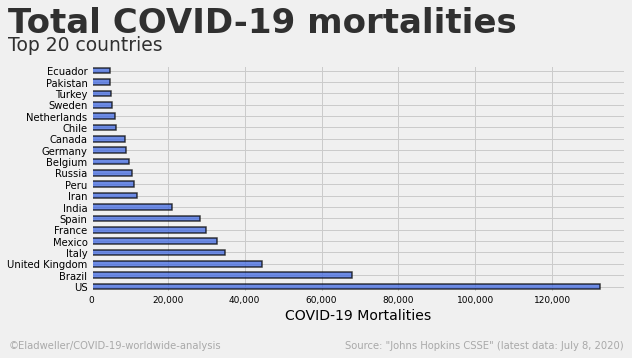 Total COVID-19 mortalities
Top 20 countries
Ecuador
Pakistan
Turkey
Sweden
Netherlands
Chile
Canada
Germany
Belgium
Russia
Peru
Iran
India
Spain
France
Mexico
Italy
United Kingdom
Brazil
US
0 20,000 40,000 60,000 80,000 100,000 120,000
COVID-19 Mortalities
©Eladweller/COVID-19-worldwide-analysis Source: "Johns Hopkins CSSE" (latest data: July 8, 2020)